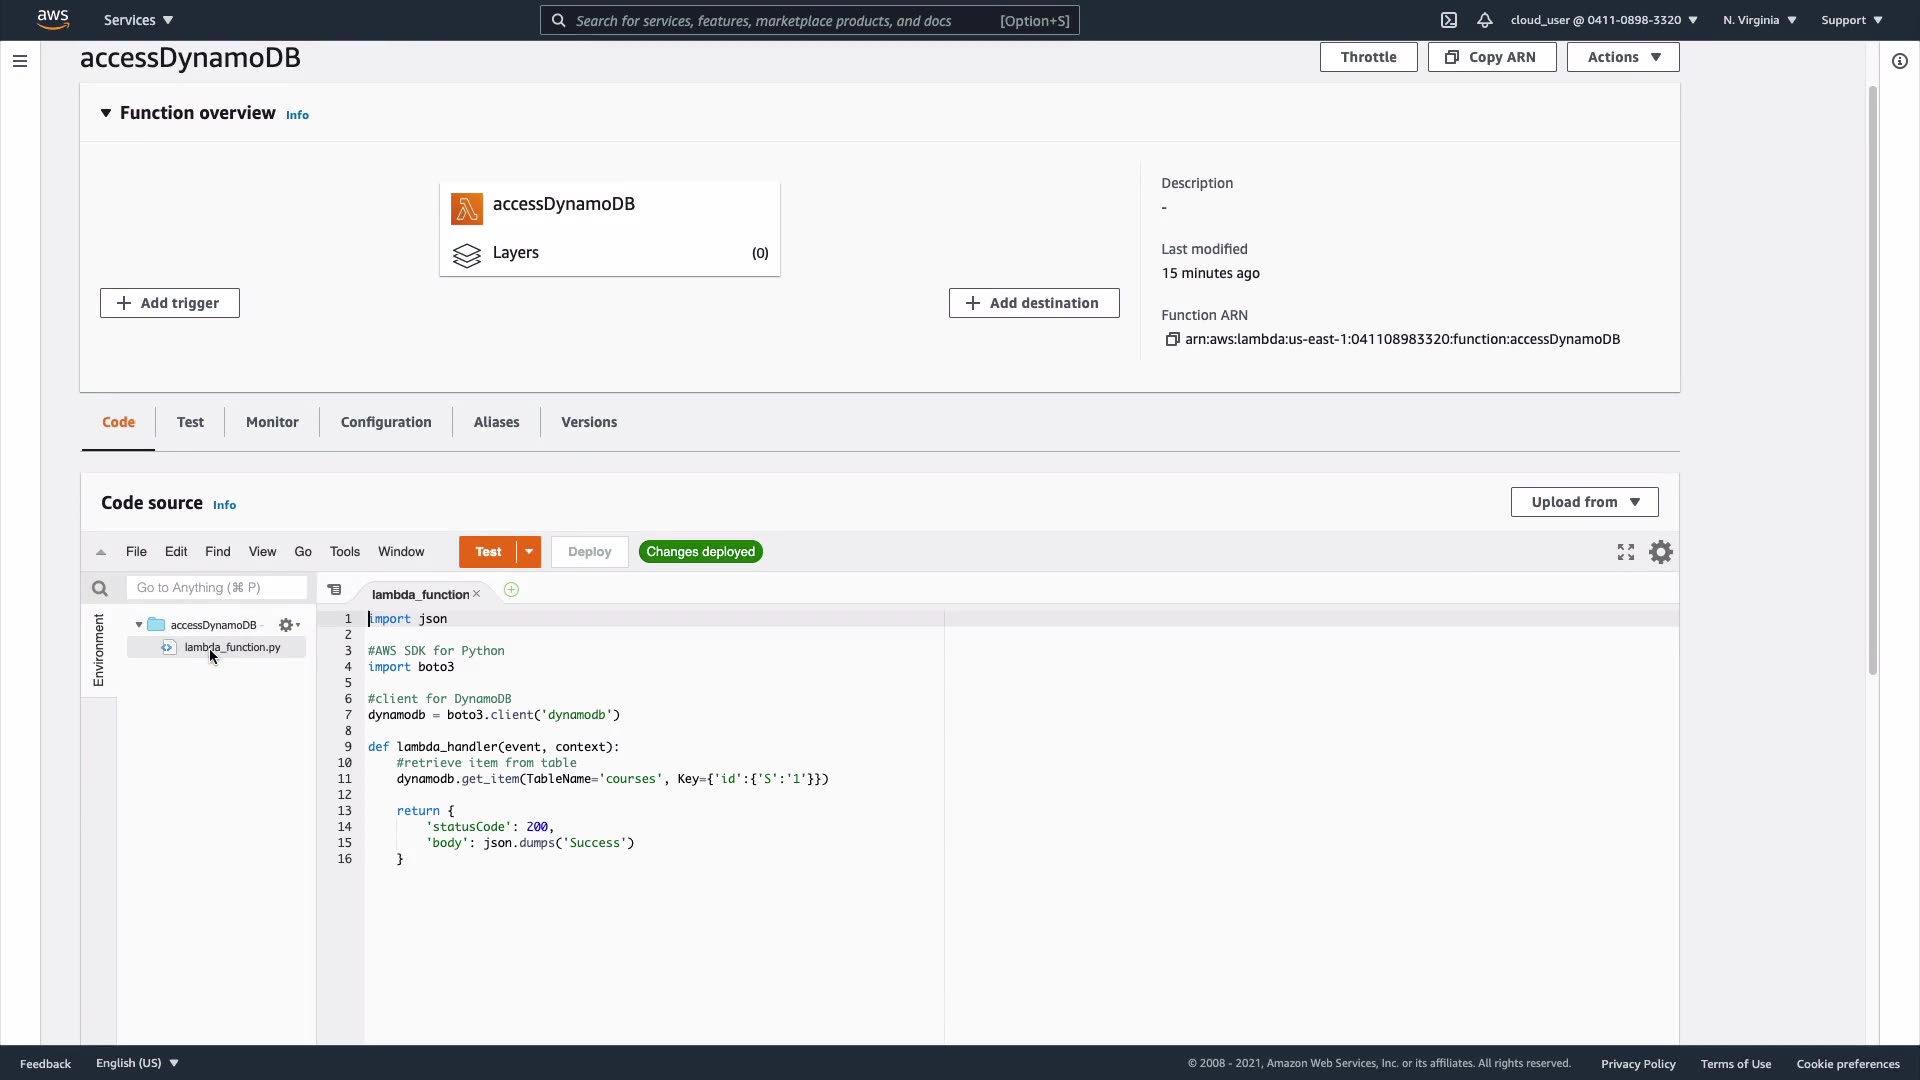 aws Services Search for services, features, marketplace products, and docs [Option+S] cloud_user @ 0411-0898-3320 N. Virginia Support
accessDynamoDB Throttle Copy ARN Actions
Function overview Info
accessDynamoDB
Layers (0)
Add trigger
Add destination
Description
-
Last modified
15 minutes ago
Function ARN
arn:aws:lambda:us-east-1:041108983320:function:accessDynamoDB
Code Test Monitor Configuration Aliases Versions
Code source Info Upload from
File Edit Find View Go Tools Window Test Deploy Changes deployed
Go to Anything (⌘ P)
Environment
accessDynamoDB -
lambda_function.py
lambda_function ×
1 import json
2
3 #AWS SDK for Python
4 import boto3
5
6 #client for DynamoDB
7 dynamodb = boto3.client('dynamodb')
8
9 def lambda_handler(event, context):
10     #retrieve item from table
11     dynamodb.get_item(TableName='courses', Key={'id':{'S':'1'}})
12
13     return {
14         'statusCode': 200,
15         'body': json.dumps('Success')
16     }
Feedback English (US) © 2008 - 2021, Amazon Web Services, Inc. or its affiliates. All rights reserved. Privacy Policy Terms of Use Cookie preferences